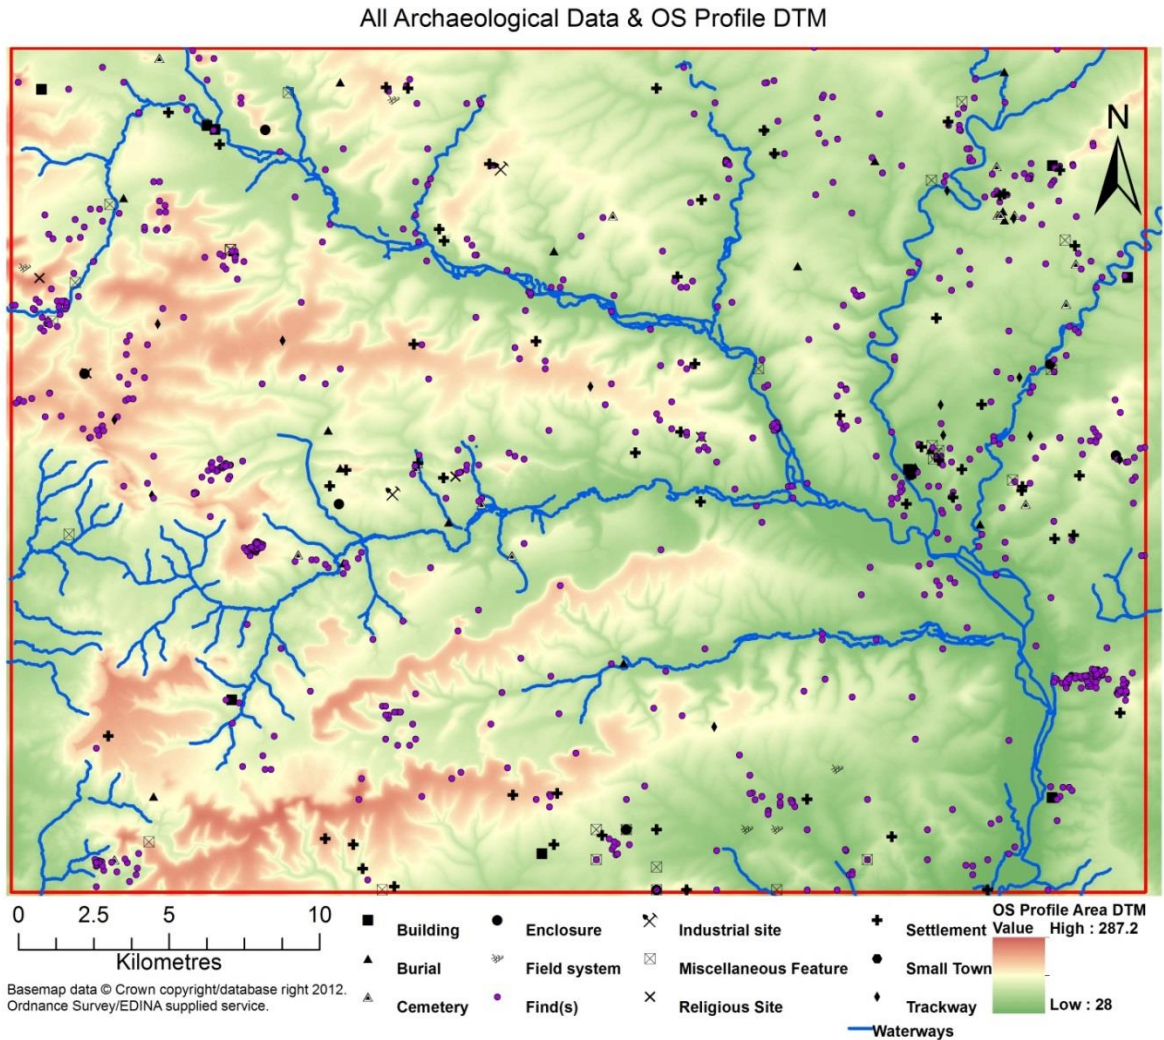 All Archaeological Data & OS Profile DTM
N
0 2.5 5 10
Kilometres
Basemap data © Crown copyright/database right 2012.
Ordnance Survey/EDINA supplied service.
Building
Burial
Cemetery
Enclosure
Field system
Find(s)
Industrial site
Miscellaneous Feature
Religious Site
Settlement
Small Town
Trackway
Waterways
OS Profile Area DTM
Value High : 287.2
Low : 28